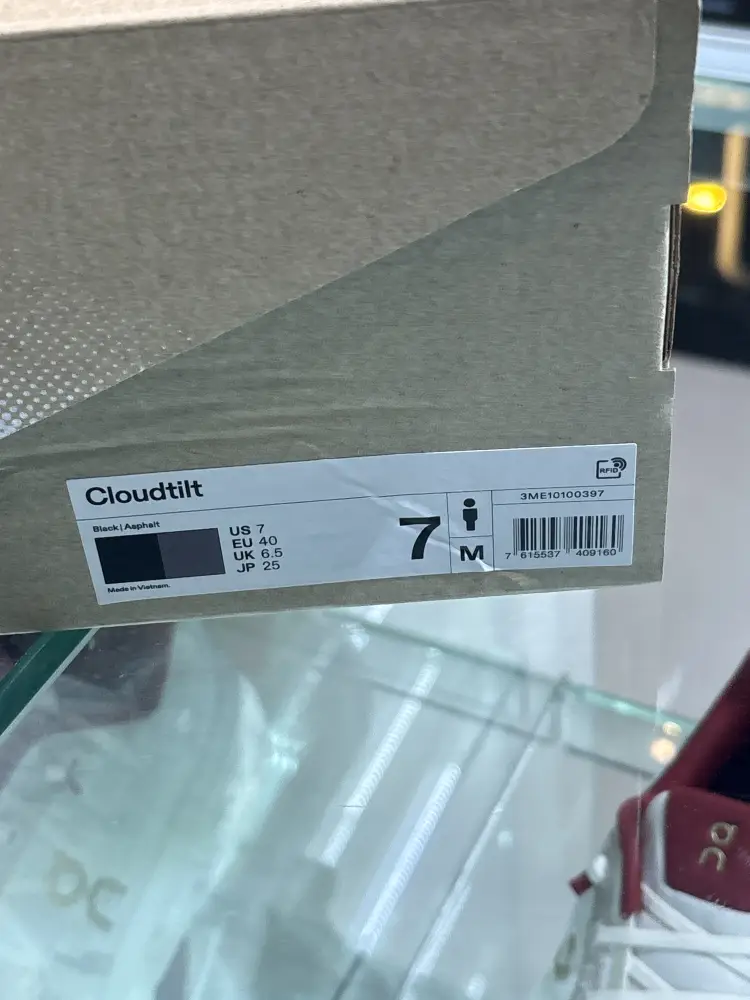 Cloudtilt
RFID
3ME10100397
Black | Asphalt
US 7
EU 40
UK 6.5
JP 25
7
M
7 615537 409160
Made in Vietnam.